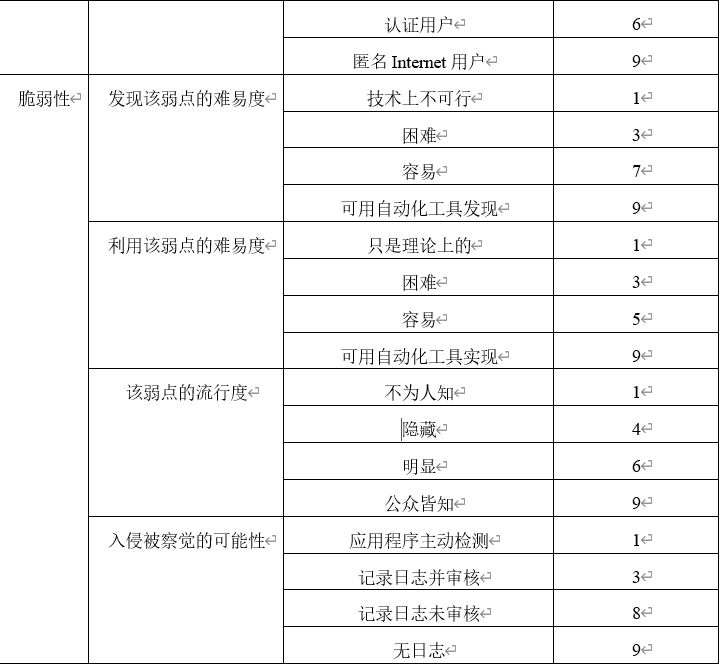 认证用户 6
匿名 Internet 用户 9
脆弱性 发现该弱点的难易度 技术上不可行 1
困难 3
容易 7
可用自动化工具发现 9
利用该弱点的难易度 只是理论上的 1
困难 3
容易 5
可用自动化工具实现 9
该弱点的流行度 不为人知 1
隐藏 4
明显 6
公众皆知 9
入侵被察觉的可能性 应用程序主动检测 1
记录日志并审核 3
记录日志未审核 8
无日志 9